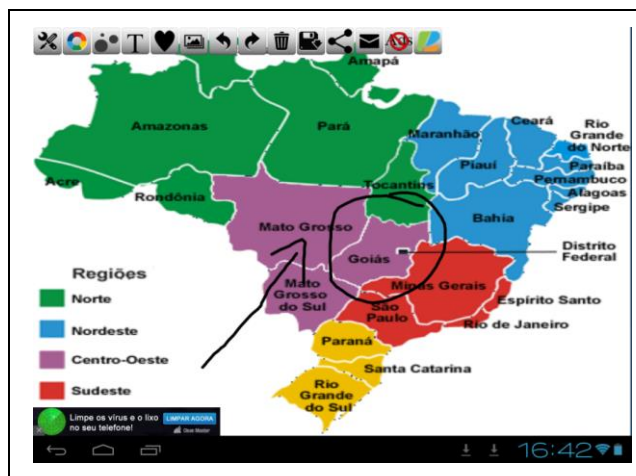 T
Ads
Amapá
Amazonas
Pará
Maranhão
Ceará
Rio
Grande
do Norte
Piauí
Paraíba
Pernambuco
Alagoas
Sergipe
Acre
Rondônia
Tocantins
Bahia
Mato Grosso
Goiás
Distrito
Federal
Mato
Grosso
do Sul
Minas Gerais
Espírito Santo
São
Paulo
Rio de Janeiro
Paraná
Santa Catarina
Rio
Grande
do Sul
Regiões
Norte
Nordeste
Centro-Oeste
Sudeste
Limpe os vírus e o lixo
no seu telefone!
LIMPAR AGORA
Clean Master
16:42